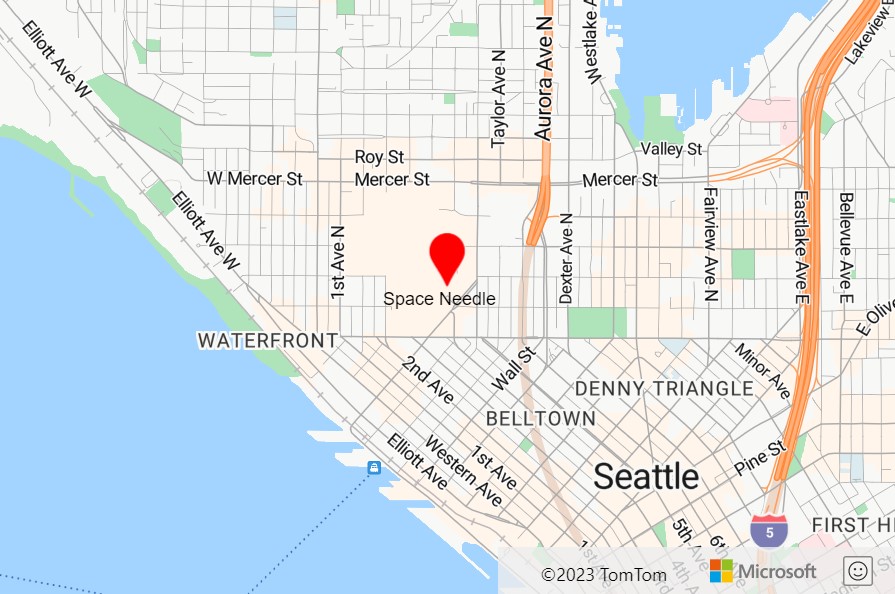 Elliott Ave W
Taylor Ave N
Aurora Ave N
Westlake A
Lakeview
Valley St
Roy St
W Mercer St
Mercer St
Mercer St
Elliott Ave W
1st Ave N
Dexter Ave N
Fairview Ave N
Eastlake Ave E
Bellevue Ave E
Space Needle
E Olive
WATERFRONT
Wall St
2nd Ave
Minor Ave
DENNY TRIANGLE
BELLTOWN
Elliott Ave
Western Ave
1st Ave
Pine St
Seattle
5
FIRST H
5th Av
6th
1st
4th A
3rd
©2023 TomTom
Microsoft